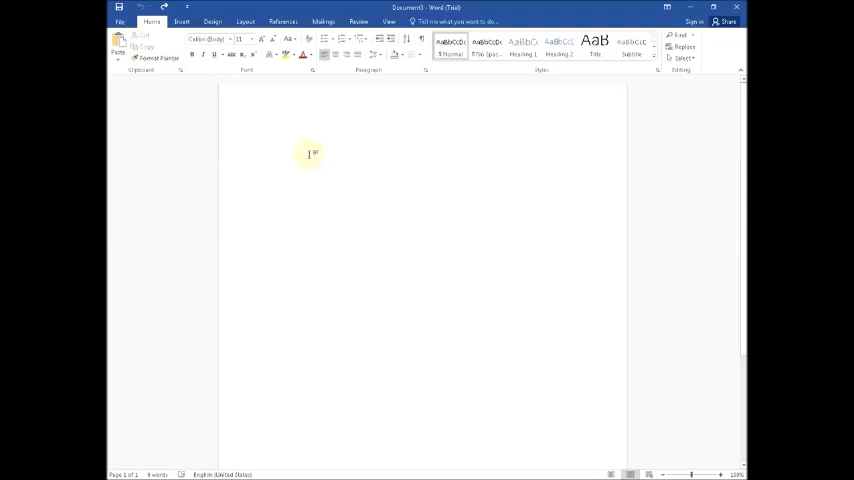 Document3 - Word (Trial)
File Home Insert Design Layout References Mailings Review View Tell me what you want to do... Sign in Share
Paste Cut Copy Format Painter
Calibri (Body) 11 Aa
B I U abc X
AaBbCcDc AaBbCcDc AaBbC AaBbCcC AaB AaBbCcD
¶ Normal ¶ No Spac... Heading 1 Heading 2 Title Subtitle
Find Replace Select
Clipboard Font Paragraph Styles Editing
Page 1 of 1 English (United States)